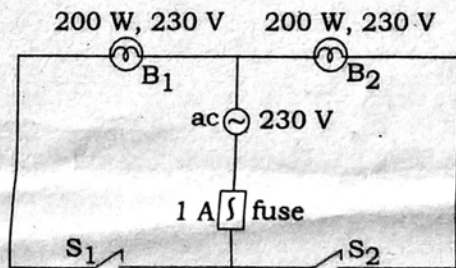 200 W, 230 V 200 W, 230 V
B1 B2
ac ~ 230 V
1 A fuse
S1 S2